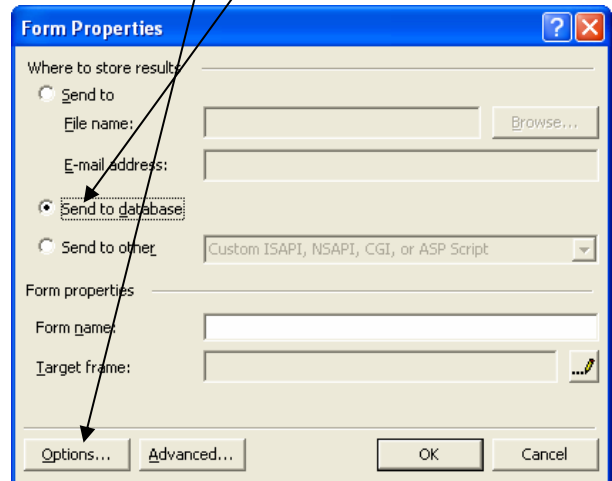 Form Properties
Where to store results
Send to
File name:
Browse...
E-mail address:
Send to database
Send to other
Custom ISAPI, NSAPI, CGI, or ASP Script
Form properties
Form name:
Target frame:
...
Options...
Advanced...
OK
Cancel